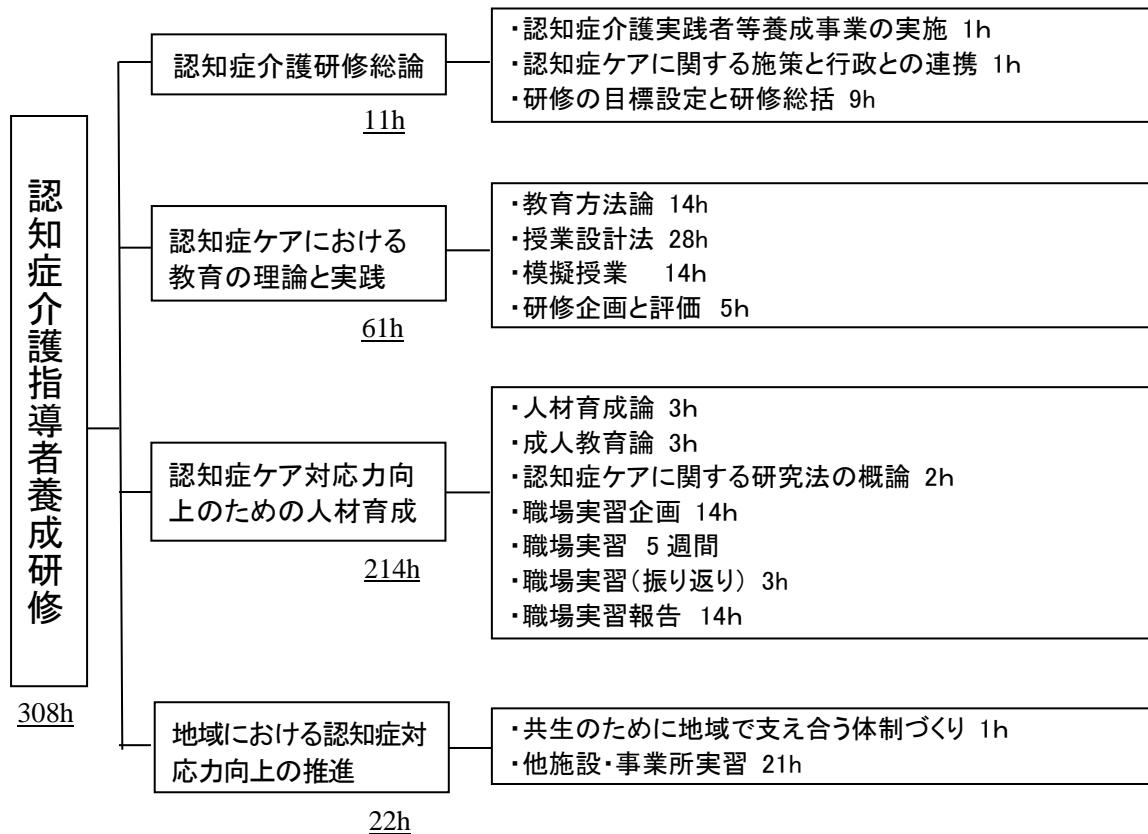 認知症介護指導者養成研修
308h
認知症介護研修総論
11h
・認知症介護実践者等養成事業の実施 1h
・認知症ケアに関する施策と行政との連携 1h
・研修の目標設定と研修総括 9h
認知症ケアにおける
教育の理論と実践
61h
・教育方法論 14h
・授業設計法 28h
・模擬授業 14h
・研修企画と評価 5h
認知症ケア対応力向
上のための人材育成
214h
・人材育成論 3h
・成人教育論 3h
・認知症ケアに関する研究法の概論 2h
・職場実習企画 14h
・職場実習 5週間
・職場実習(振り返り) 3h
・職場実習報告 14h
地域における認知症対
応力向上の推進
22h
・共生のために地域で支え合う体制づくり 1h
・他施設・事業所実習 21h